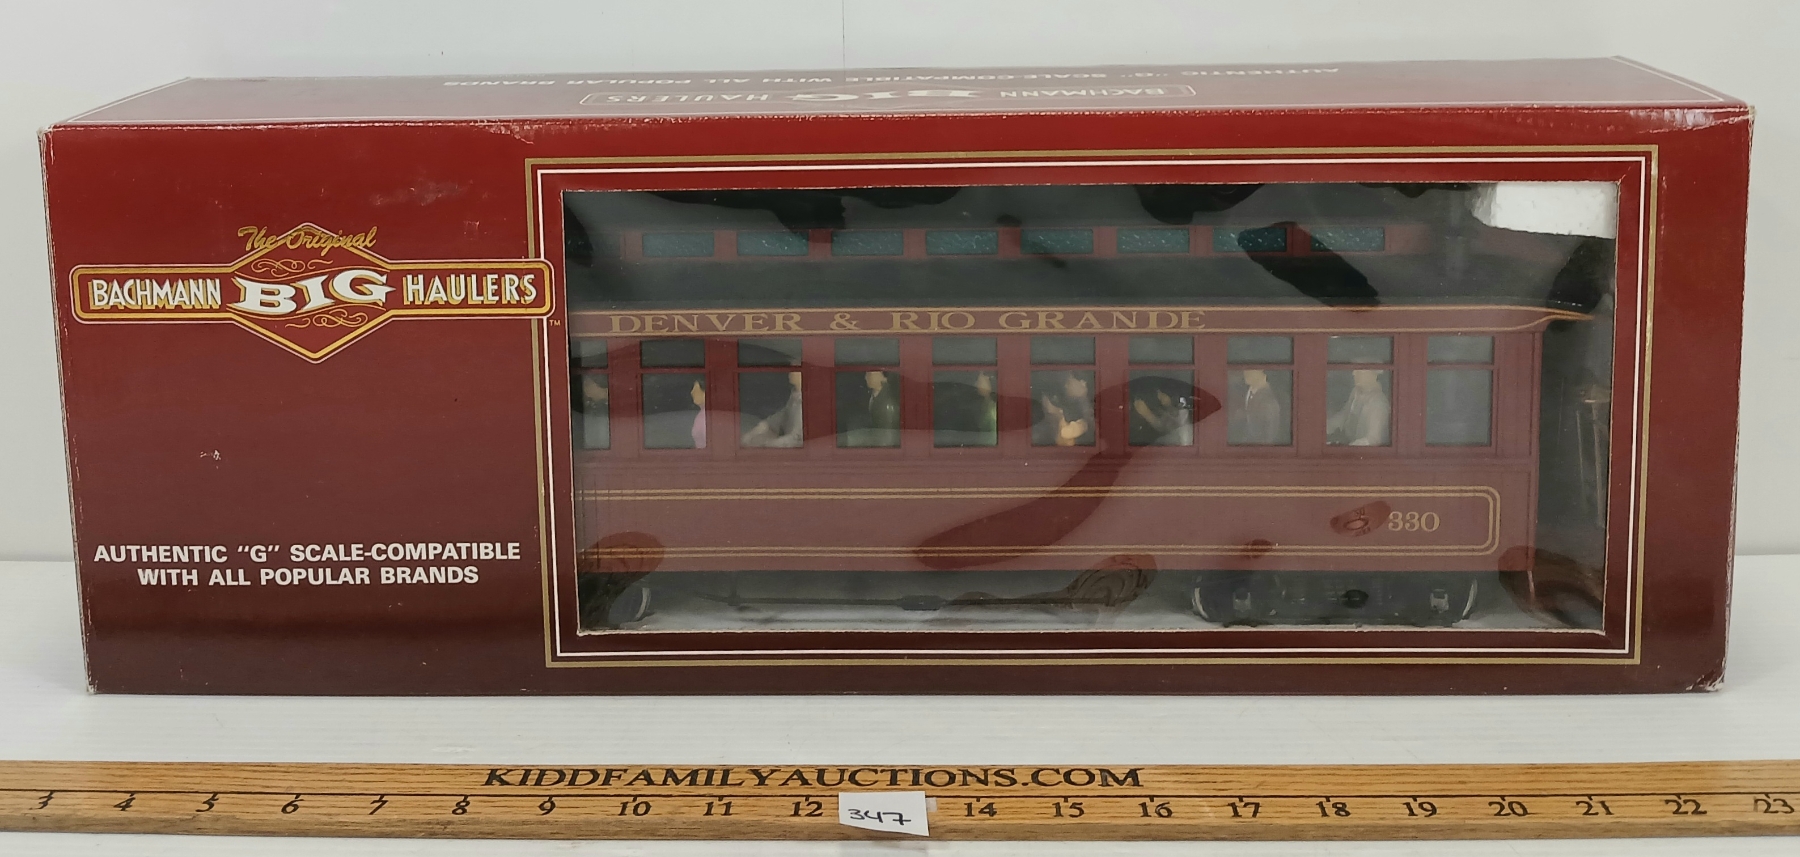 AUTHENTIC "G" SCALE-COMPATIBLE WITH ALL POPULAR BRANDS
BACHMANN BIG HAULERS
The Original
BACHMANN BIG HAULERS
TM
AUTHENTIC "G" SCALE-COMPATIBLE
WITH ALL POPULAR BRANDS
DENVER & RIO GRANDE
330
KIDDFAMILYAUCTIONS.COM
3 4 5 6 7 8 9 10 11 12 14 15 16 17 18 19 20 21 22 23
347